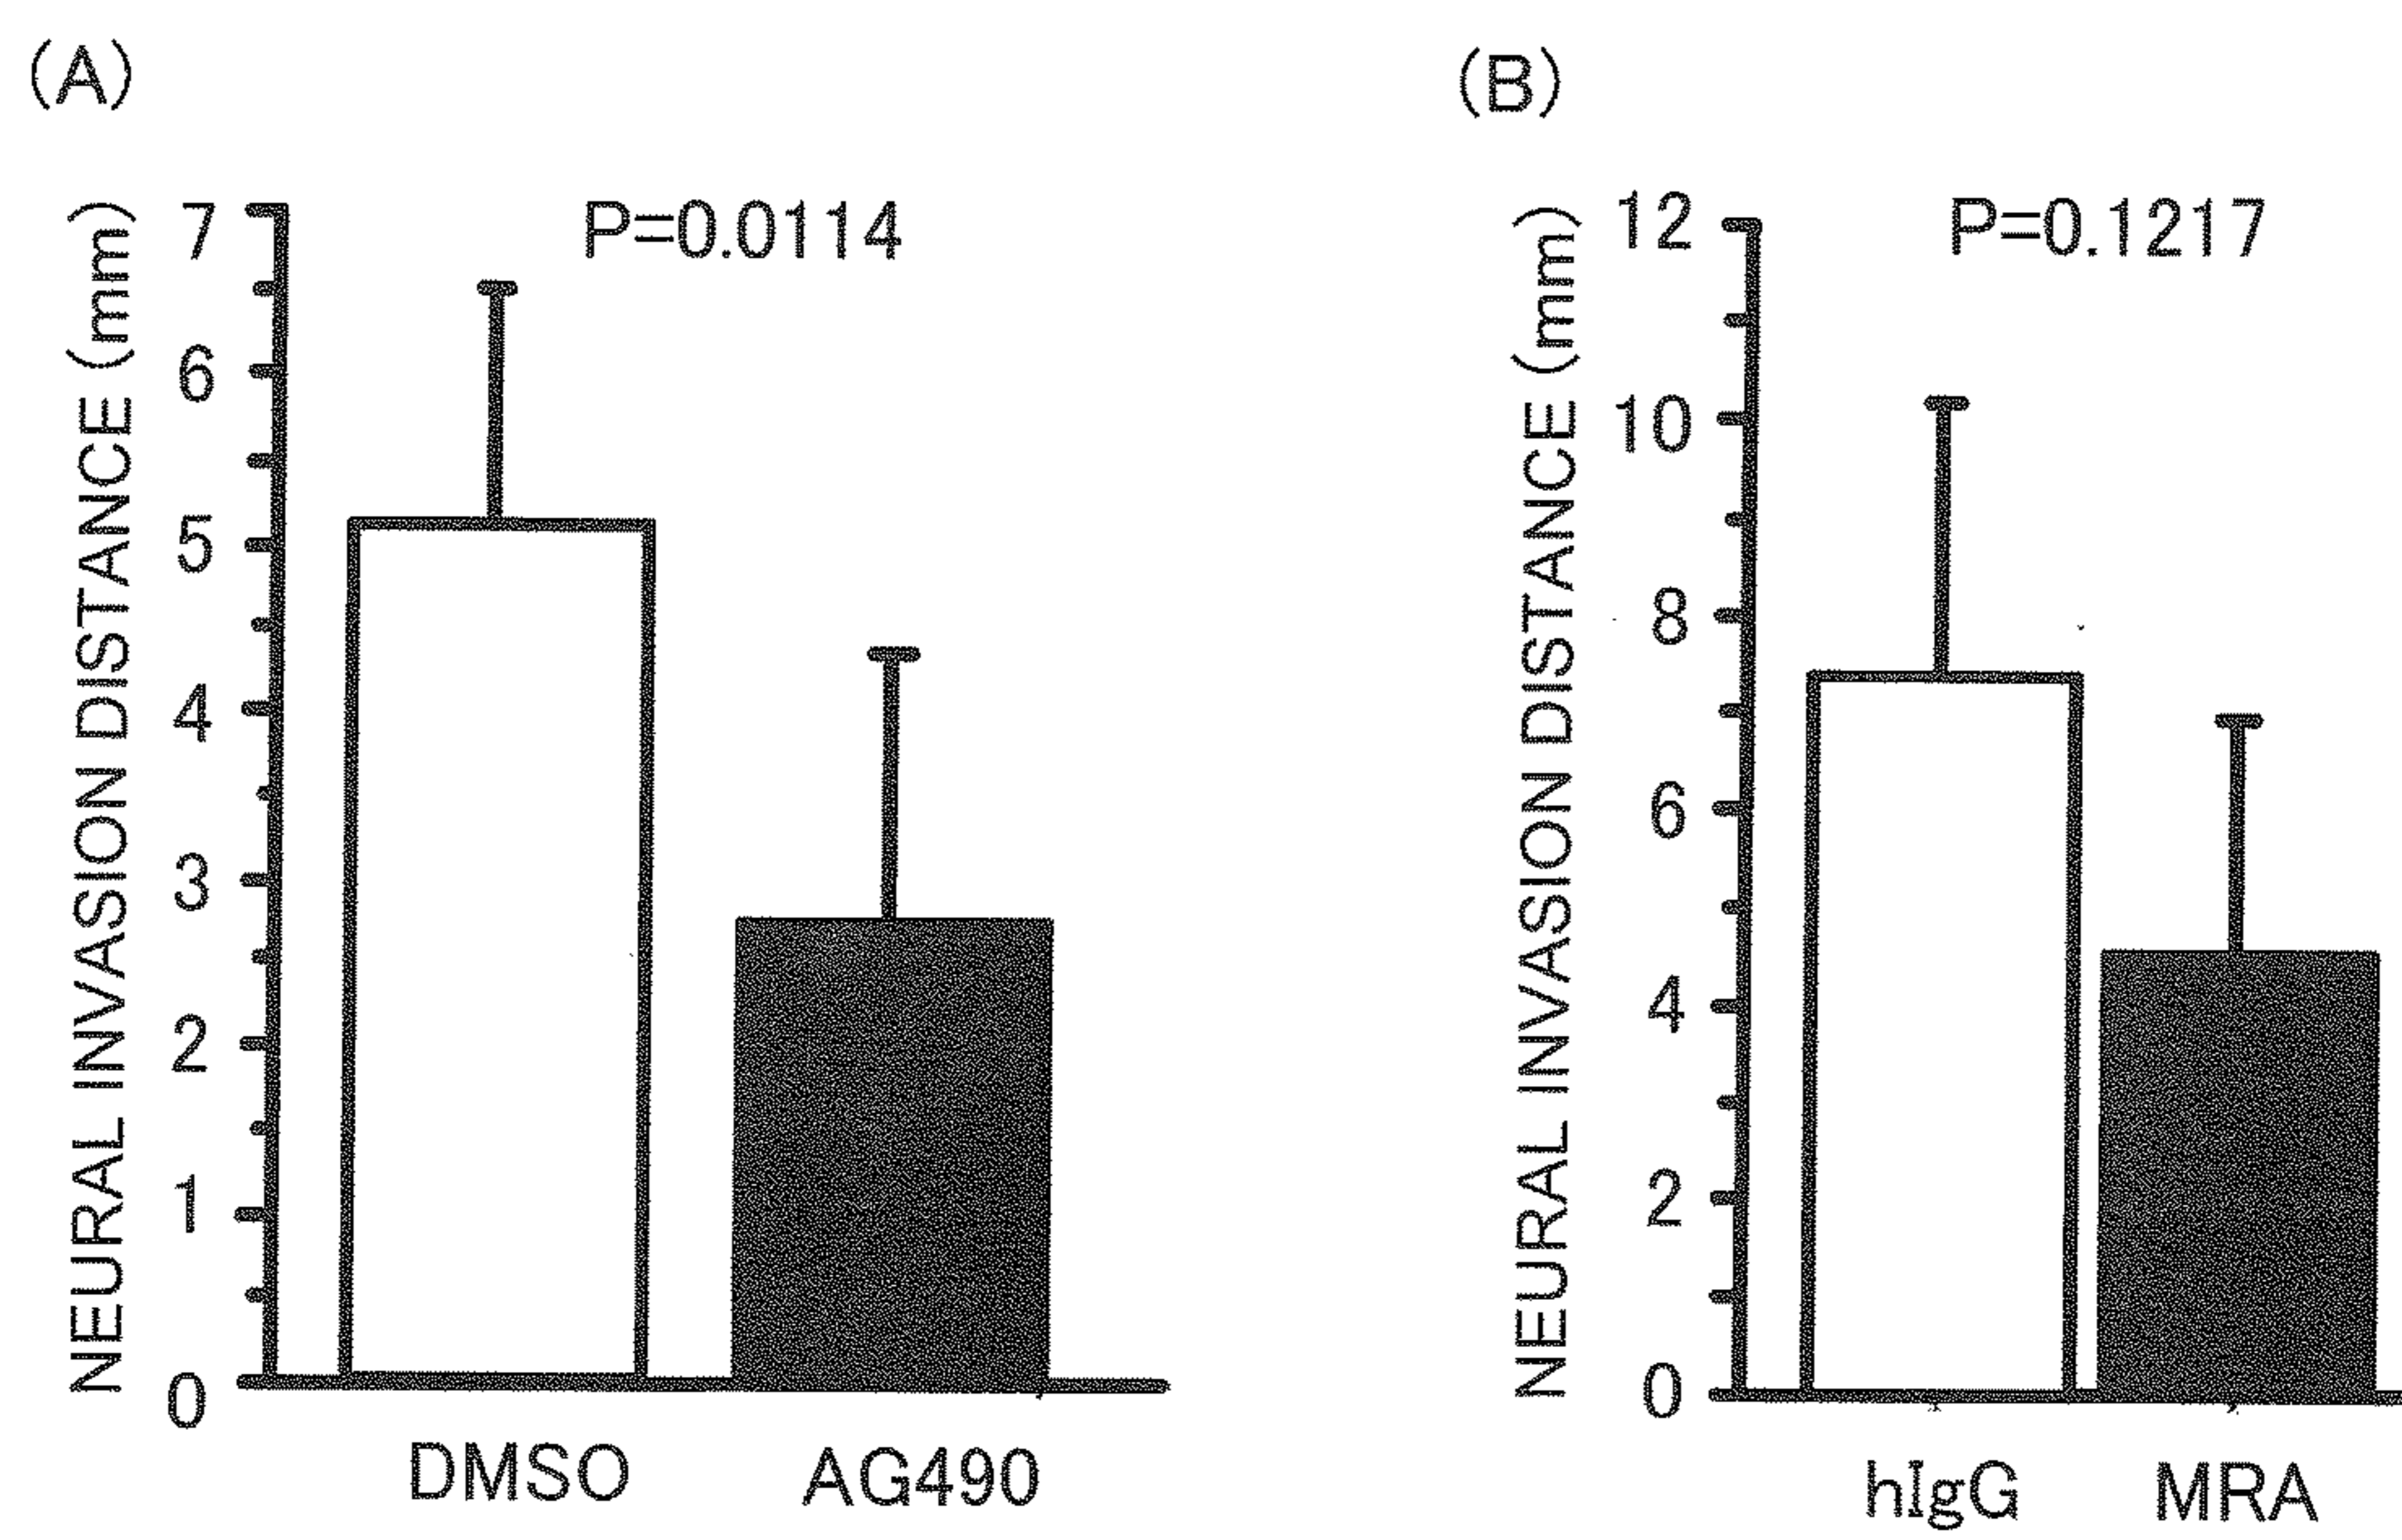 (A)
NEURAL INVASION DISTANCE (mm)
P=0.0114
7
6
5
4
3
2
1
0
DMSO AG490
(B)
NEURAL INVASION DISTANCE (mm)
P=0.1217
12
10
8
6
4
2
0
hIgG MRA